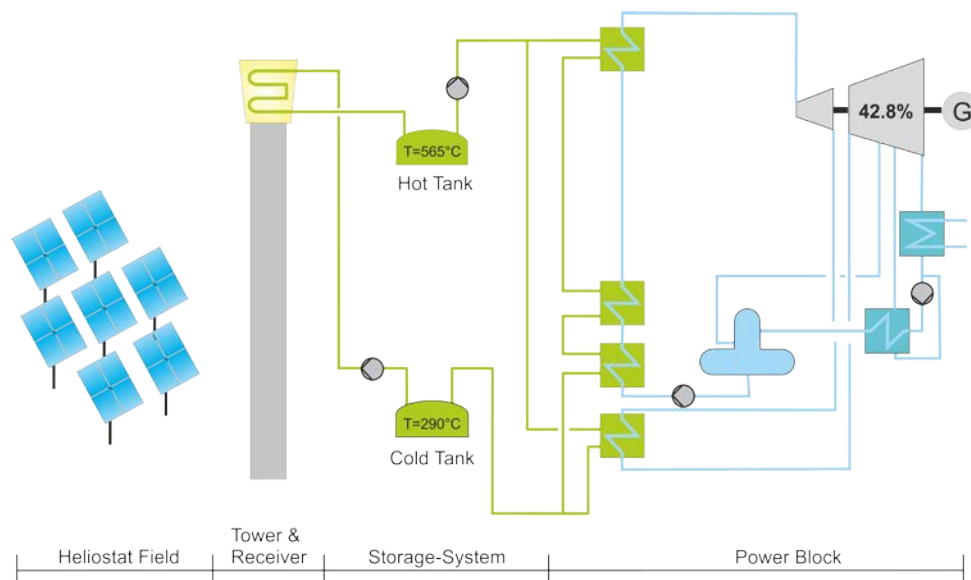 42.8%
G
T=565°C
Hot Tank
T=290°C
Cold Tank
Heliostat Field
Tower &
Receiver
Storage-System
Power Block